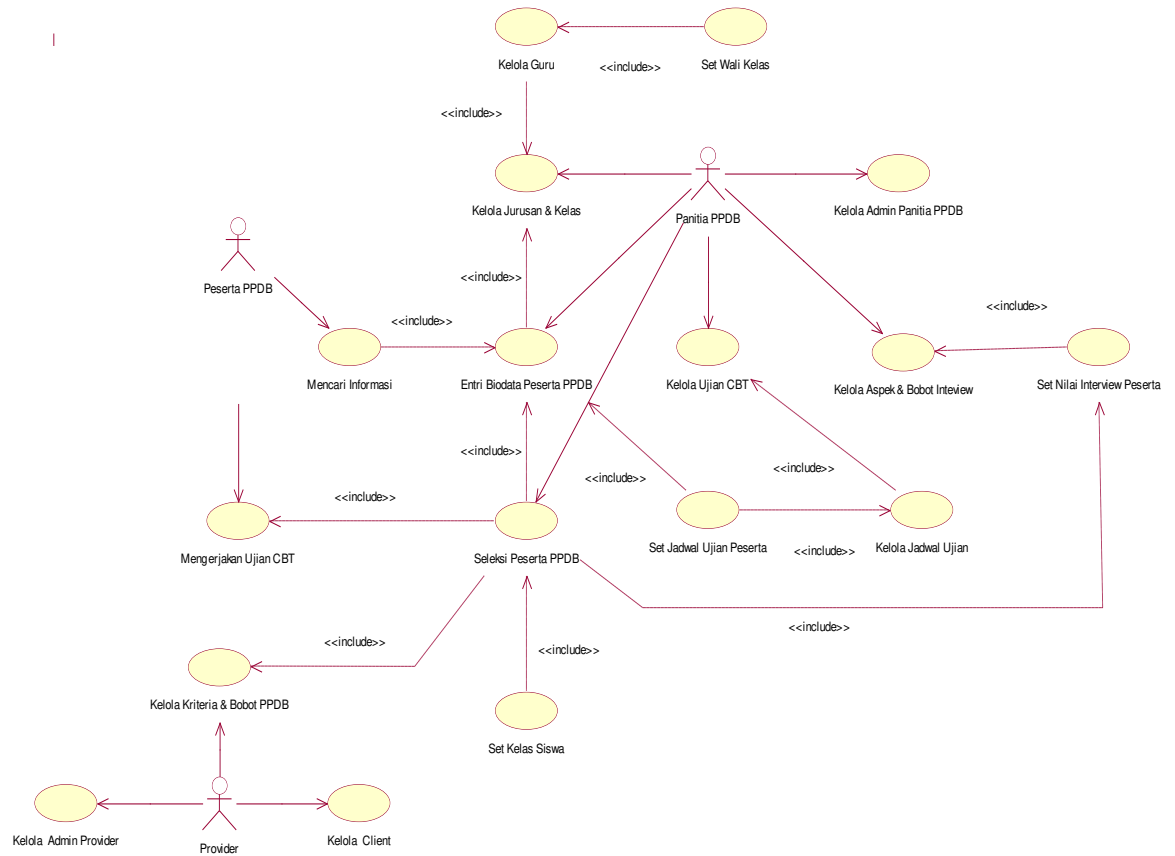 Kelola Guru
<<include>>
Set Wali Kelas
<<include>>
Kelola Jurusan & Kelas
Panitia PPDB
Kelola Admin Panitia PPDB
Peserta PPDB
<<include>>
<<include>>
<<include>>
Mencari Informasi
Entri Biodata Peserta PPDB
Kelola Ujian CBT
Kelola Aspek & Bobot Inteview
Set Nilai Interview Peserta
<<include>>
<<include>>
<<include>>
<<include>>
Mengerjakan Ujian CBT
Seleksi Peserta PPDB
Set Jadwal Ujian Peserta
<<include>>
Kelola Jadwal Ujian
<<include>>
<<include>>
<<include>>
Kelola Kriteria & Bobot PPDB
Set Kelas Siswa
Kelola Admin Provider
Provider
Kelola Client